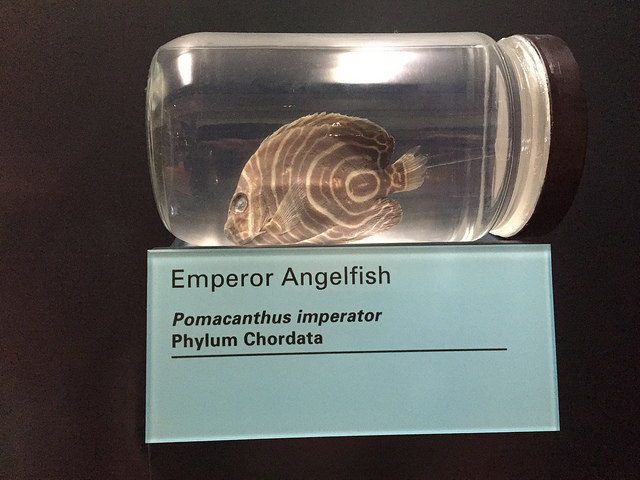 Emperor Angelfish
Pomacanthus imperator
Phylum Chordata